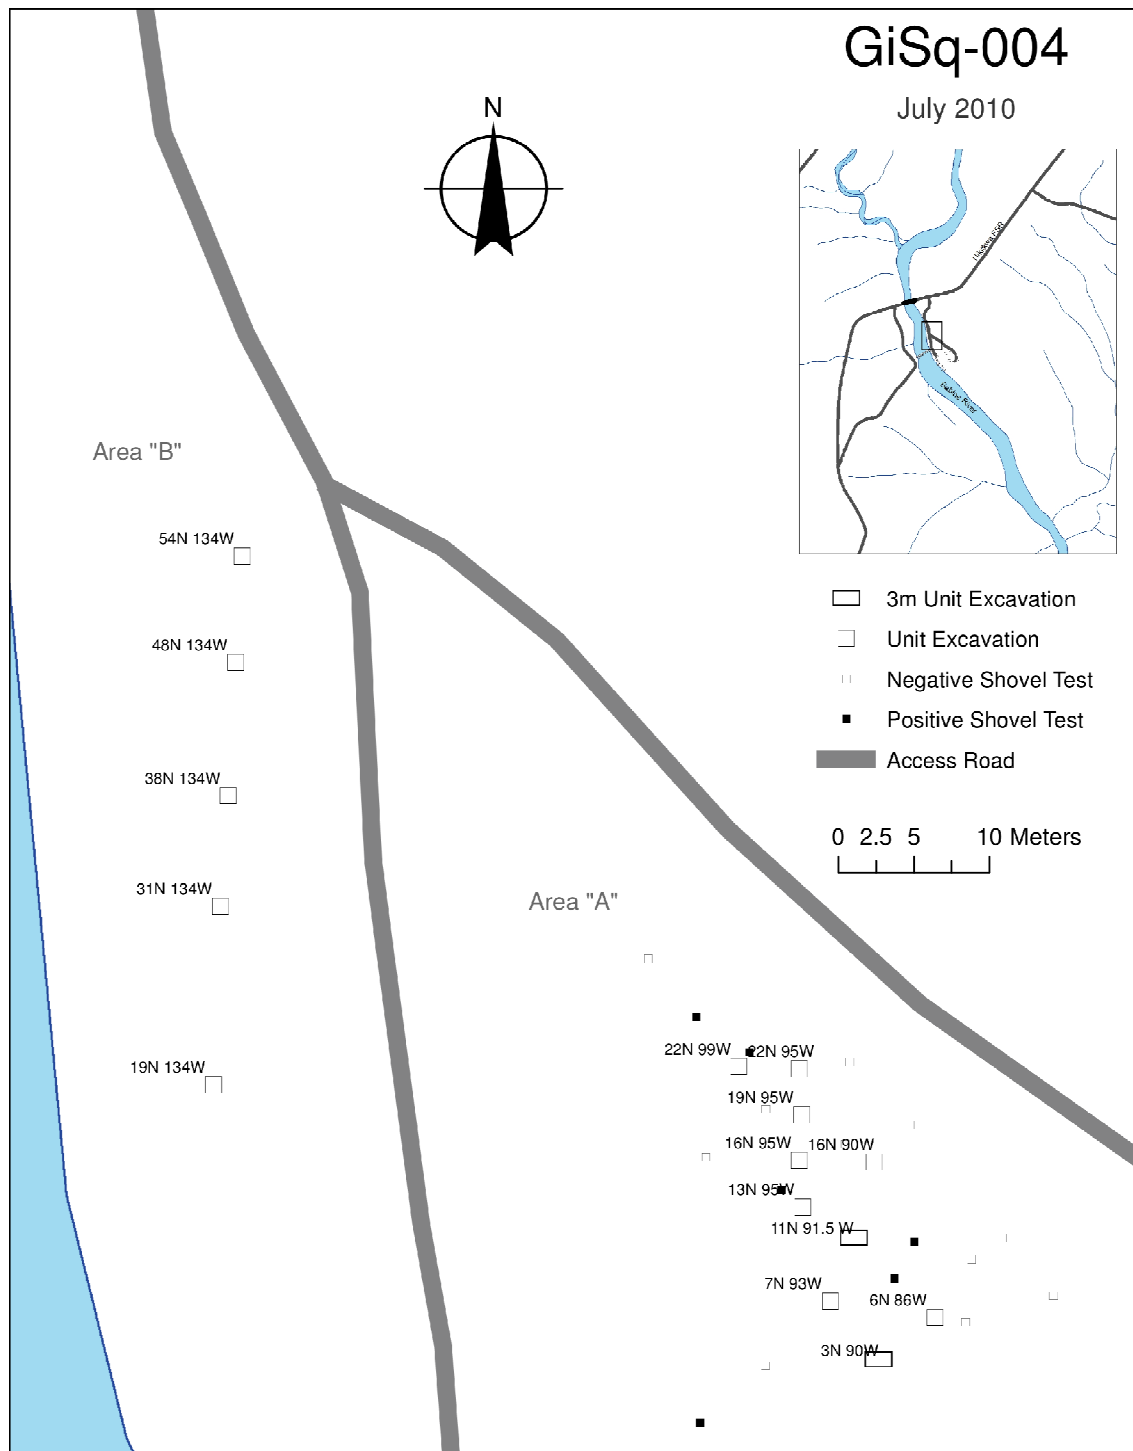 GiSq-004
July 2010
N
Area "B"
54N 134W
48N 134W
38N 134W
31N 134W
19N 134W
3m Unit Excavation
Unit Excavation
Negative Shovel Test
Positive Shovel Test
Access Road
0 2.5 5 10 Meters
Area "A"
22N 99W
22N 95W
19N 95W
16N 95W
16N 90W
13N 95W
11N 91.5 W
7N 93W
6N 86W
3N 90W
River